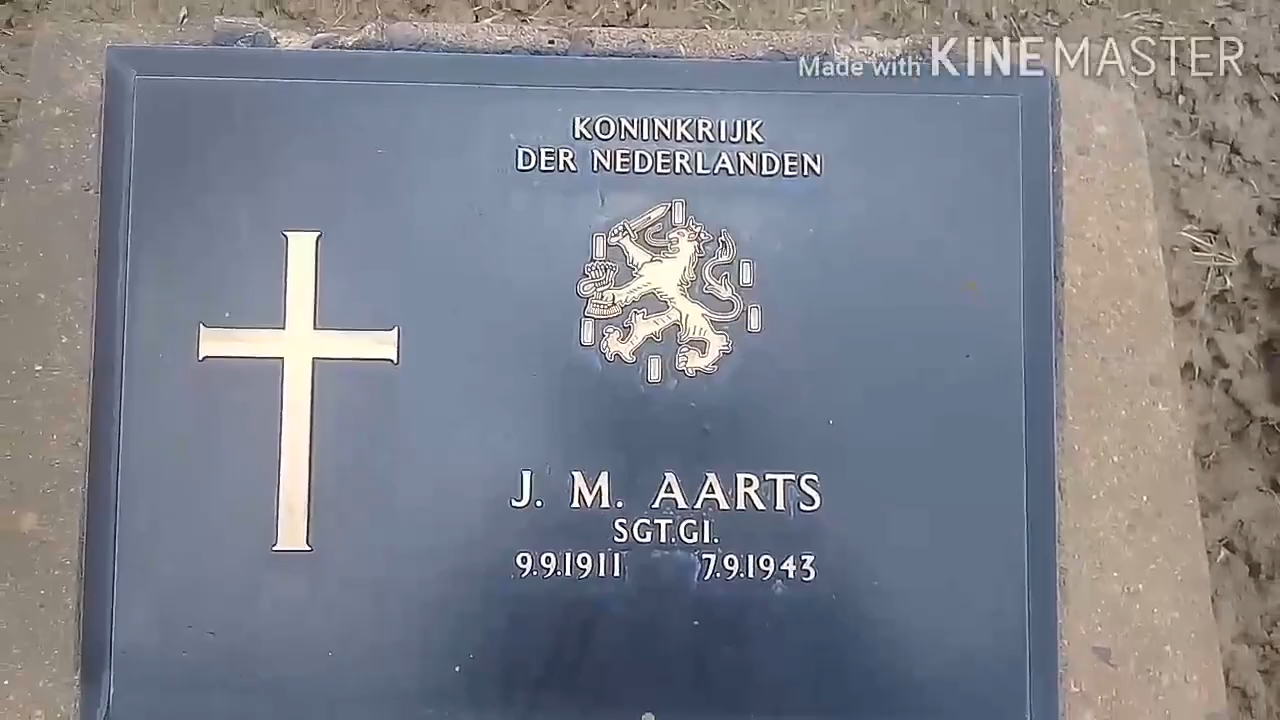 Made with KINEMASTER
KONINKRIJK
DER NEDERLANDEN
J. M. AARTS
SGT.GI.
9.9.1911 7.9.1943